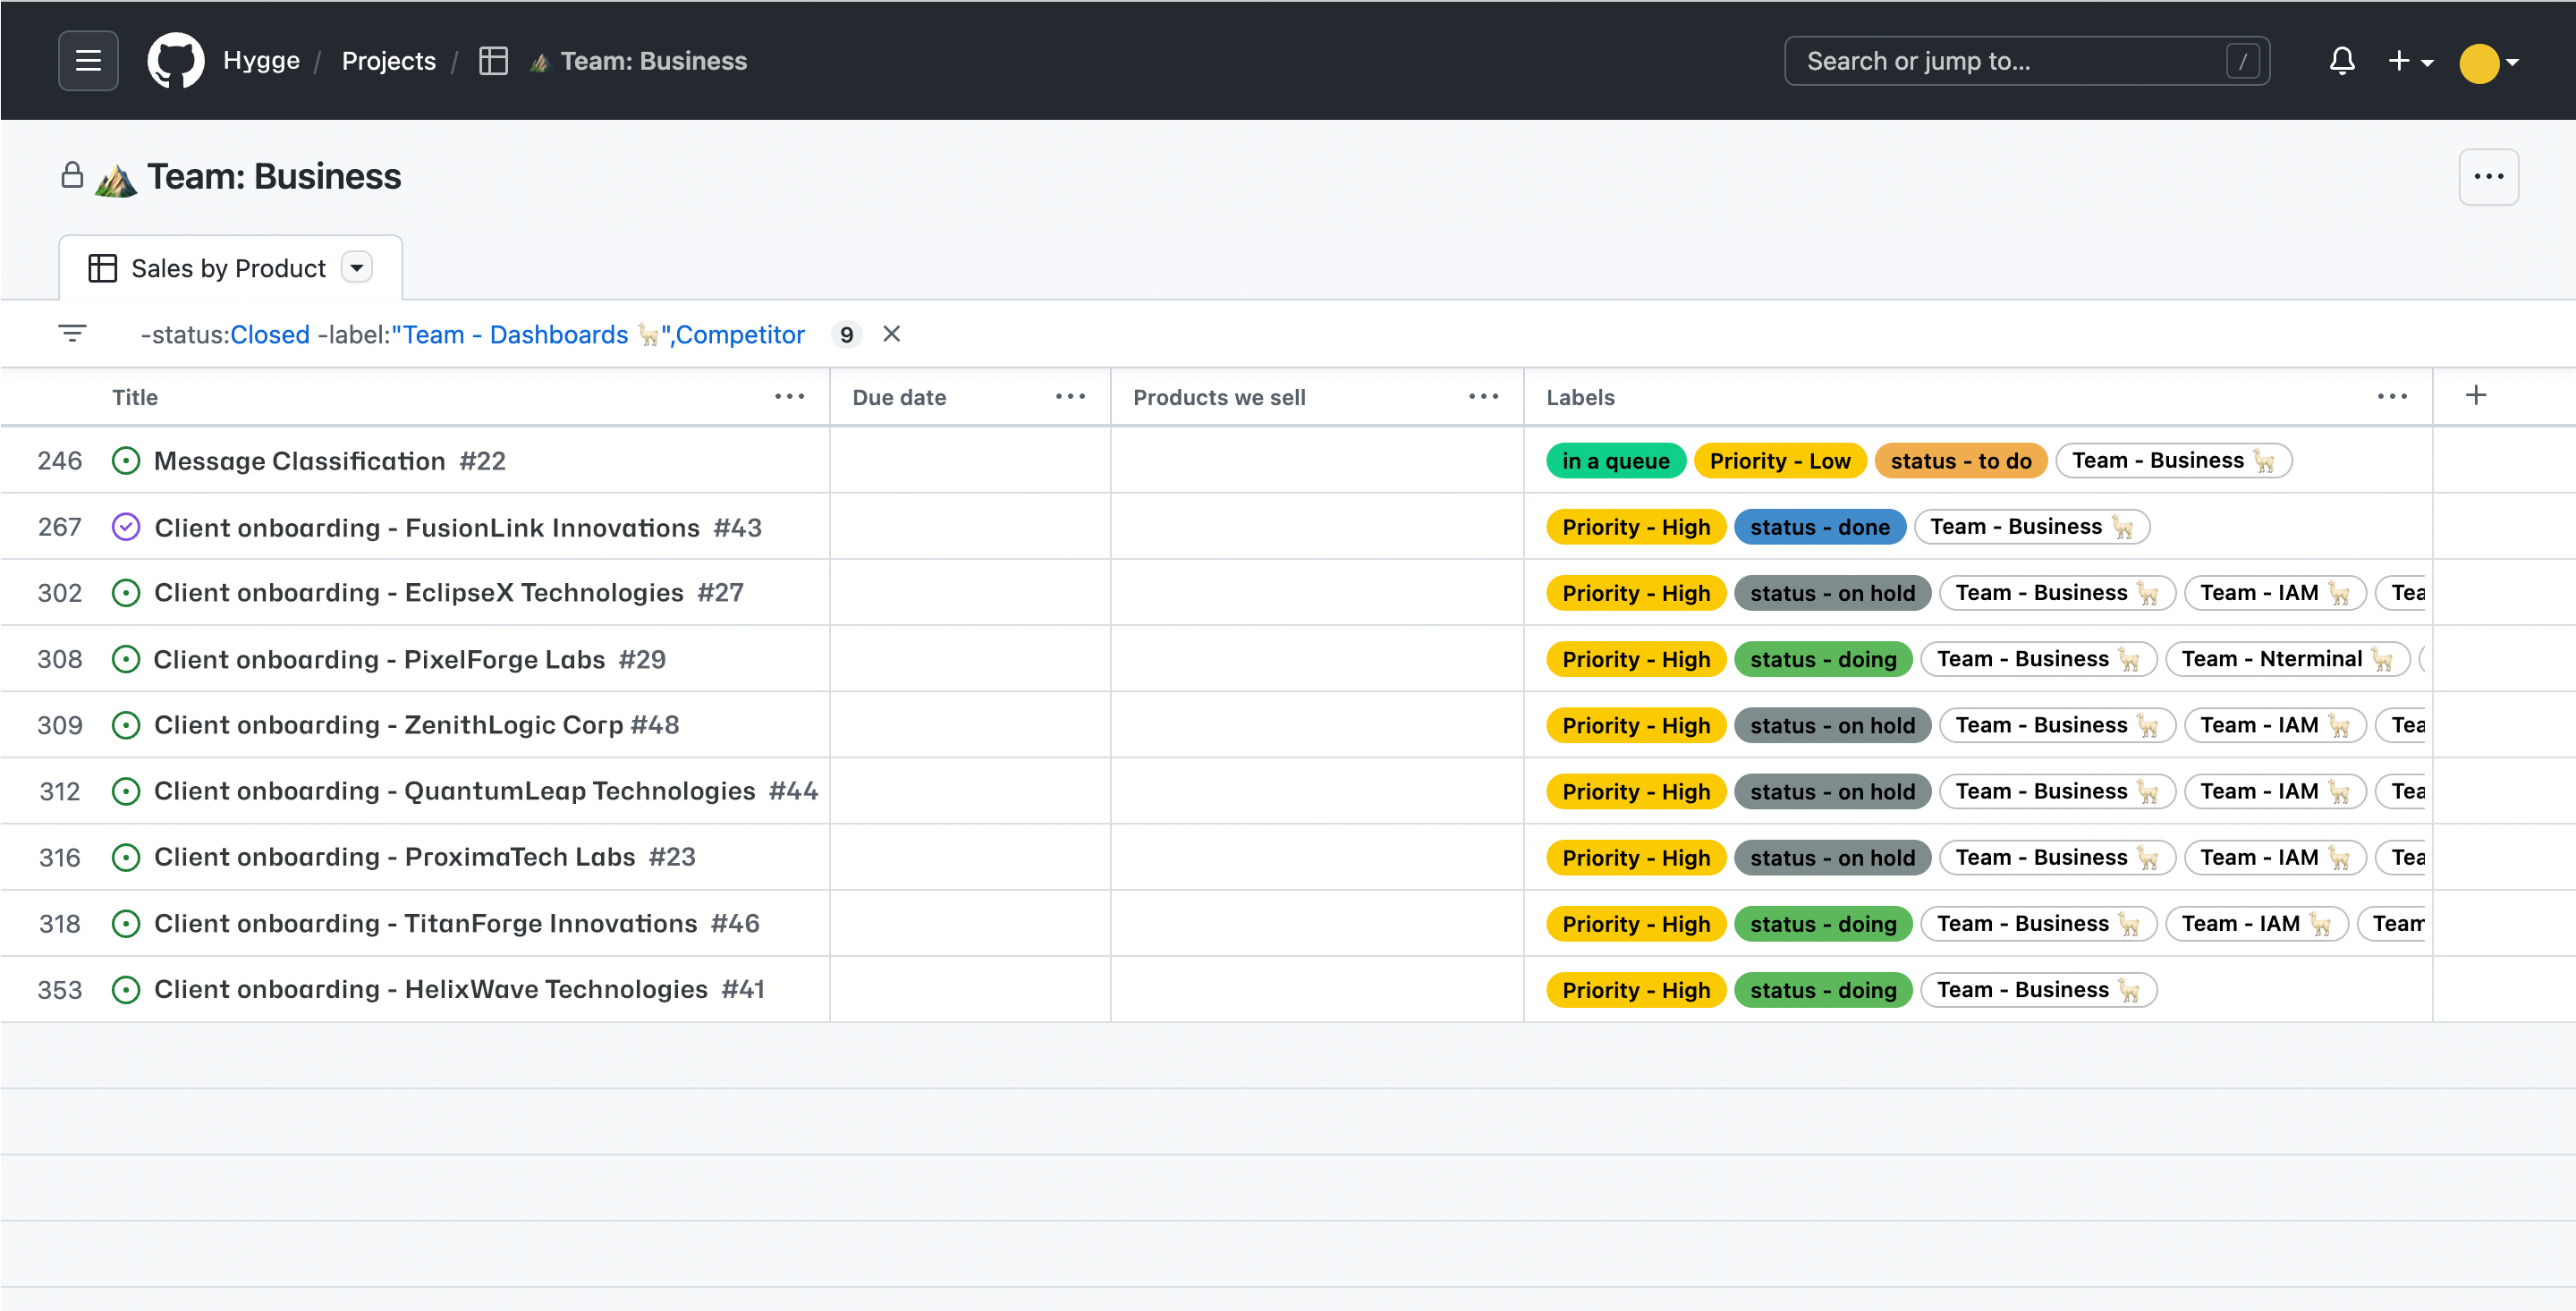 Hygge / Projects / Team: Business Search or jump to... /
Team: Business
Sales by Product
-status:Closed -label:"Team - Dashboards 🦙",Competitor 9
Title Due date Products we sell Labels
246 Message Classification #22 in a queue Priority - Low status - to do Team - Business 🦙
267 Client onboarding - FusionLink Innovations #43 Priority - High status - done Team - Business 🦙
302 Client onboarding - EclipseX Technologies #27 Priority - High status - on hold Team - Business 🦙 Team - IAM 🦙 Tea
308 Client onboarding - PixelForge Labs #29 Priority - High status - doing Team - Business 🦙 Team - Nterminal 🦙
309 Client onboarding - ZenithLogic Corp #48 Priority - High status - on hold Team - Business 🦙 Team - IAM 🦙 Tea
312 Client onboarding - QuantumLeap Technologies #44 Priority - High status - on hold Team - Business 🦙 Team - IAM 🦙 Tea
316 Client onboarding - ProximaTech Labs #23 Priority - High status - on hold Team - Business 🦙 Team - IAM 🦙 Tea
318 Client onboarding - TitanForge Innovations #46 Priority - High status - doing Team - Business 🦙 Team - IAM 🦙 Team
353 Client onboarding - HelixWave Technologies #41 Priority - High status - doing Team - Business 🦙